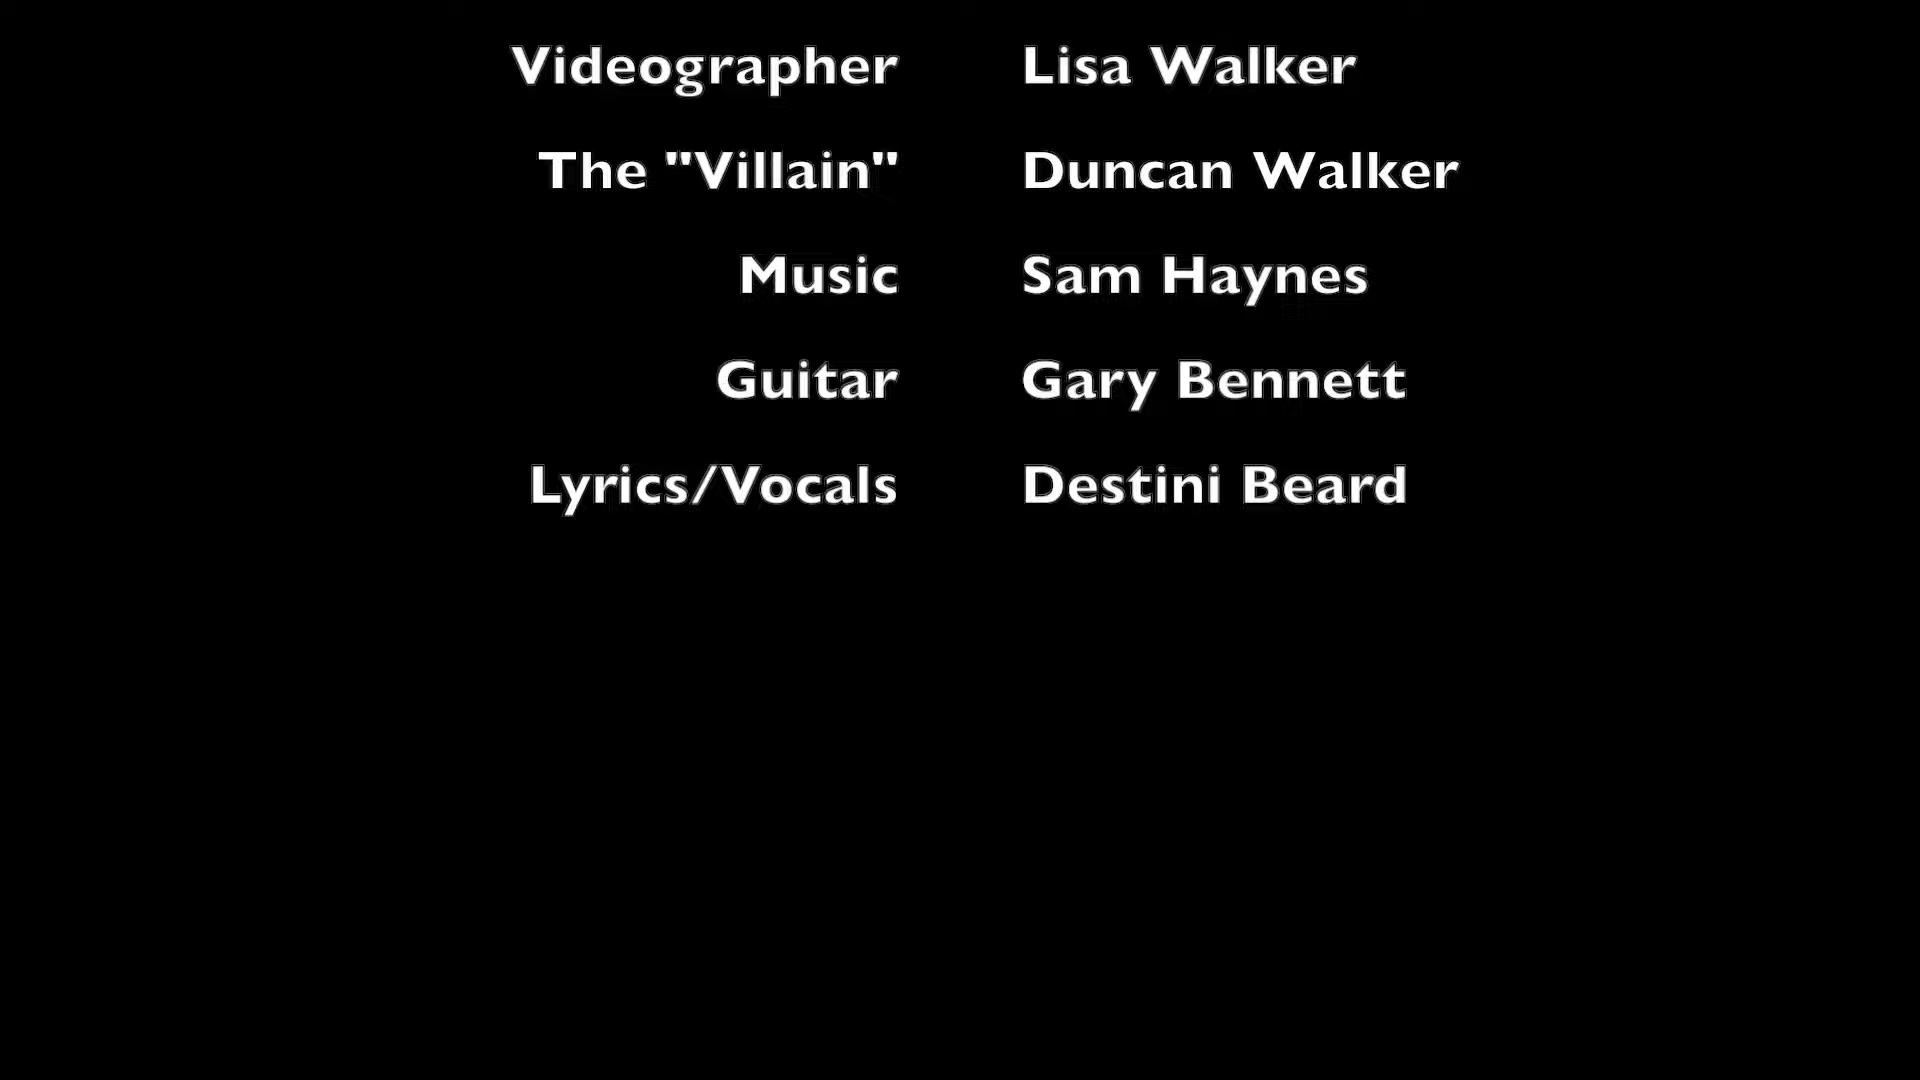 Videographer Lisa Walker
The "Villain" Duncan Walker
Music Sam Haynes
Guitar Gary Bennett
Lyrics/Vocals Destini Beard